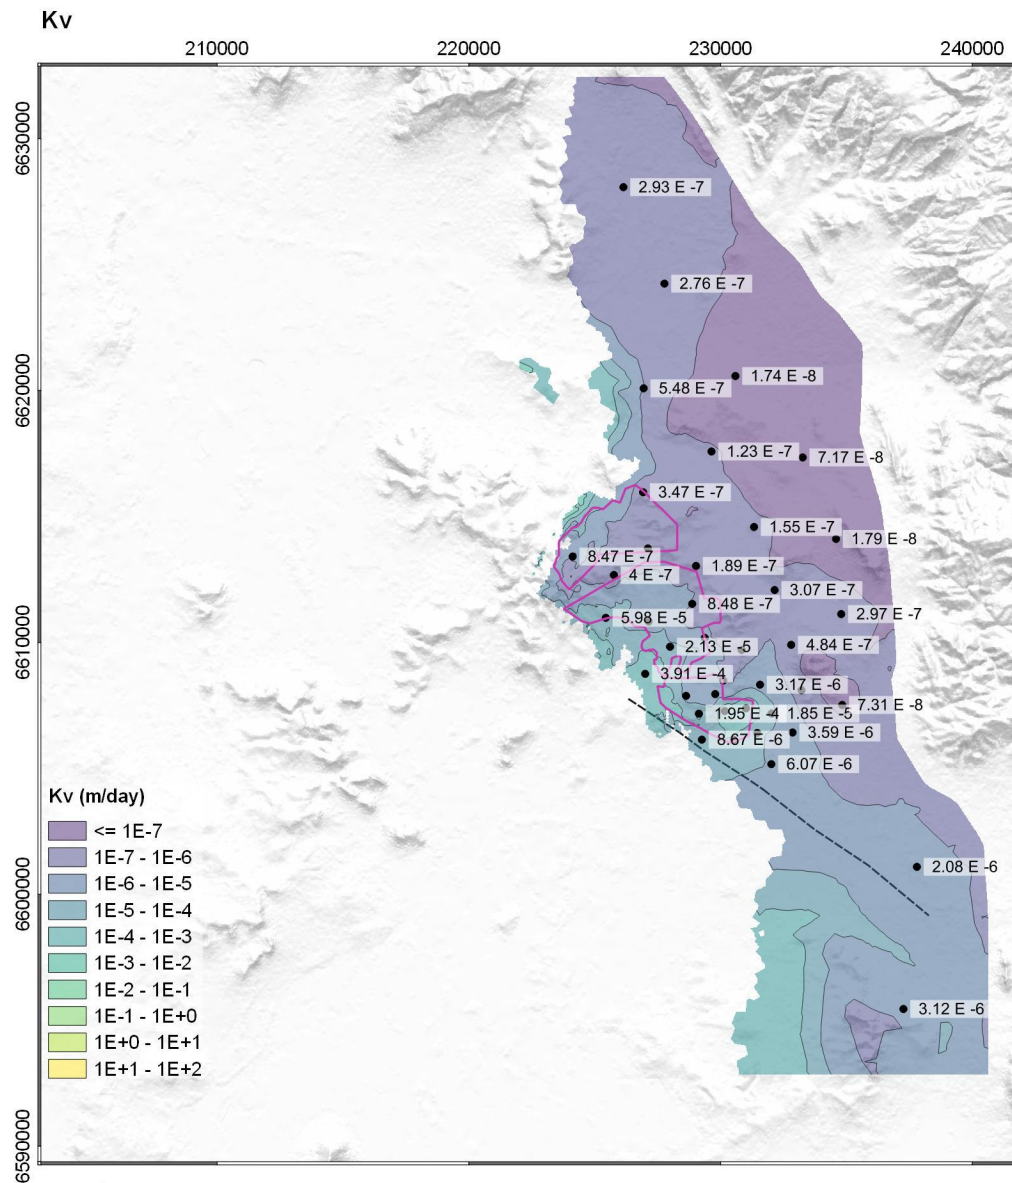 Kv
210000
220000
230000
240000
6630000
6620000
6610000
6600000
6590000
2.93 E -7
2.76 E -7
1.74 E -8
5.48 E -7
1.23 E -7
7.17 E -8
3.47 E -7
1.55 E -7
1.79 E -8
8.47 E -7
1.89 E -7
4 E -7
3.07 E -7
8.48 E -7
2.97 E -7
5.98 E -5
2.13 E -5
4.84 E -7
3.91 E -4
3.17 E -6
7.31 E -8
1.95 E -4
1.85 E -5
3.59 E -6
8.67 E -6
6.07 E -6
2.08 E -6
3.12 E -6
Kv (m/day)
<= 1E-7
1E-7 - 1E-6
1E-6 - 1E-5
1E-5 - 1E-4
1E-4 - 1E-3
1E-3 - 1E-2
1E-2 - 1E-1
1E-1 - 1E+0
1E+0 - 1E+1
1E+1 - 1E+2